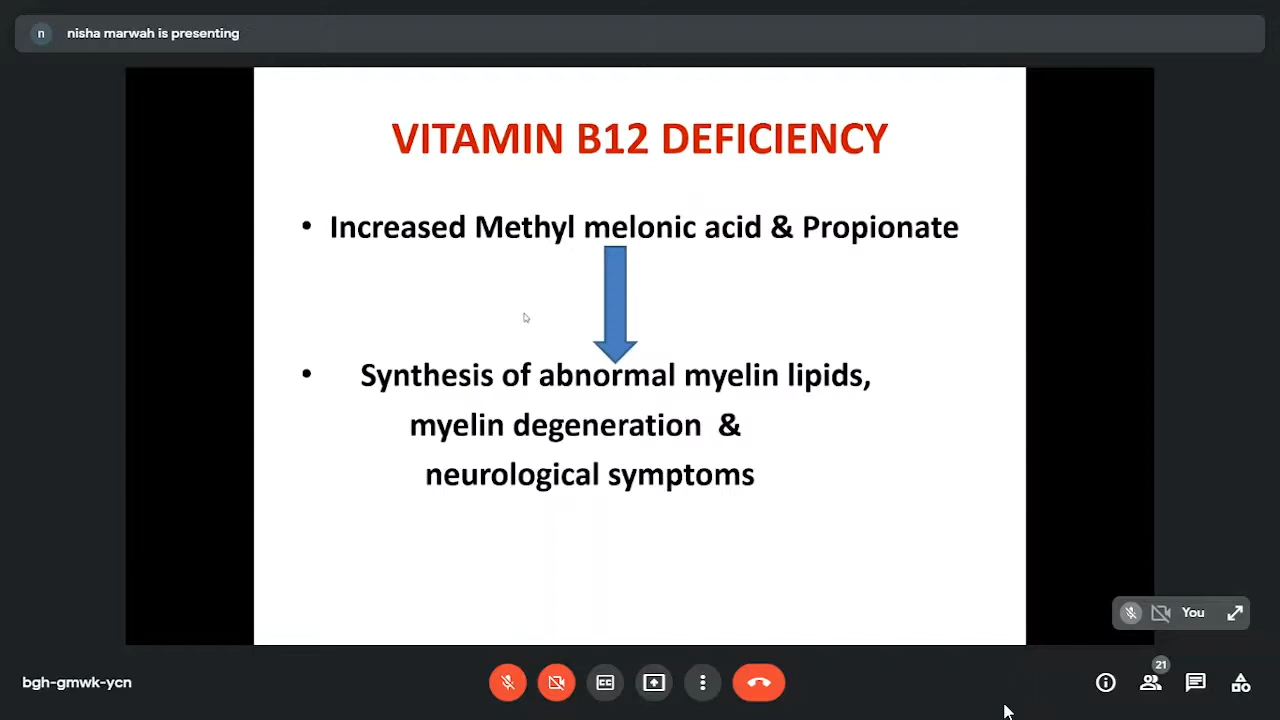 n
nisha marwah is presenting
VITAMIN B12 DEFICIENCY
• Increased Methyl melonic acid & Propionate
• Synthesis of abnormal myelin lipids,
myelin degeneration &
neurological symptoms
You
bgh-gmwk-ycn
CC
21